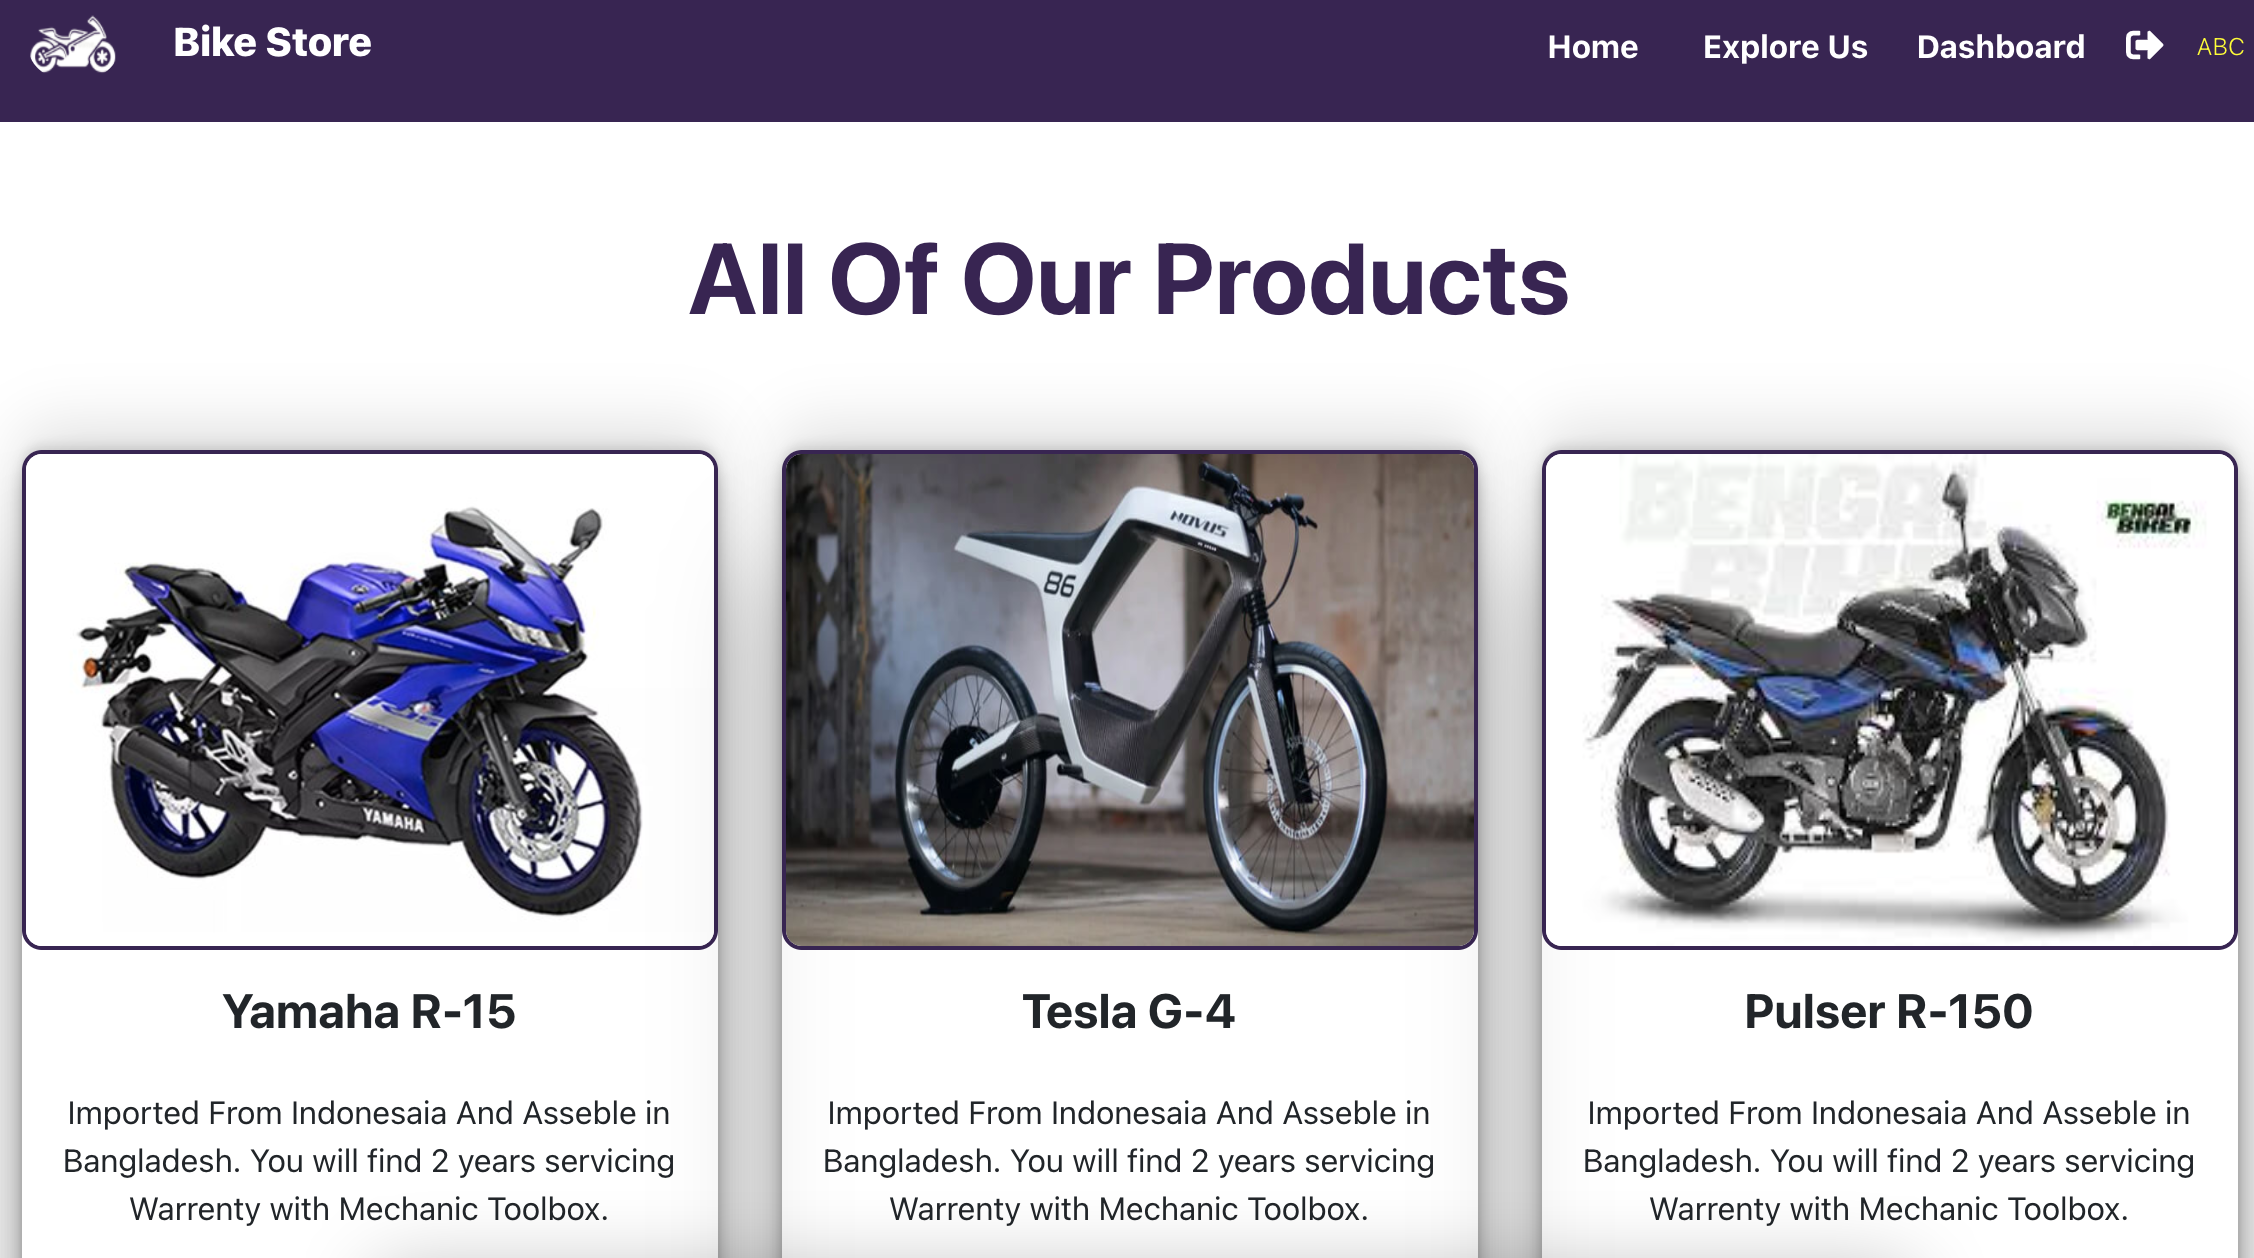 Bike Store
Home Explore Us Dashboard ABC
All Of Our Products
YAMAHA
NOVUS
86
BENGAL
BIKER
Yamaha R-15
Tesla G-4
Pulser R-150
Imported From Indonesaia And Asseble in
Bangladesh. You will find 2 years servicing
Warrenty with Mechanic Toolbox.
Imported From Indonesaia And Asseble in
Bangladesh. You will find 2 years servicing
Warrenty with Mechanic Toolbox.
Imported From Indonesaia And Asseble in
Bangladesh. You will find 2 years servicing
Warrenty with Mechanic Toolbox.